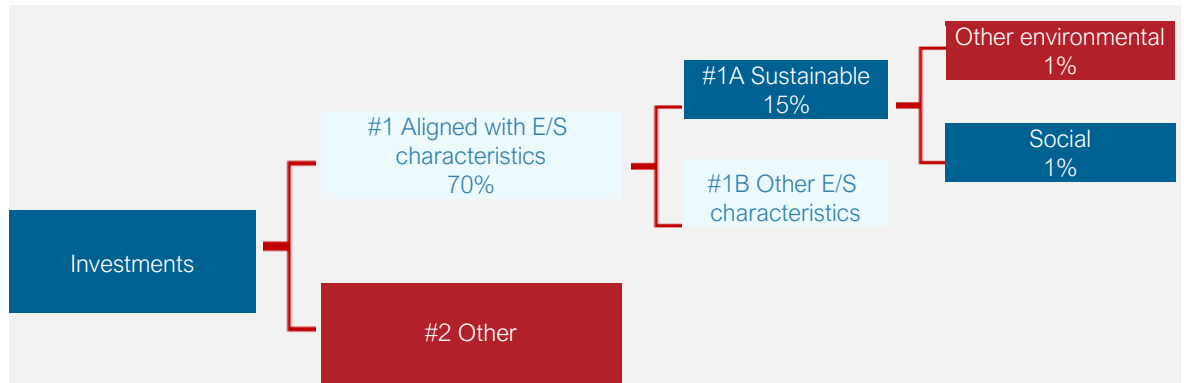 Investments
#1 Aligned with E/S
characteristics
70%
#2 Other
#1A Sustainable
15%
#1B Other E/S
characteristics
Other environmental
1%
Social
1%